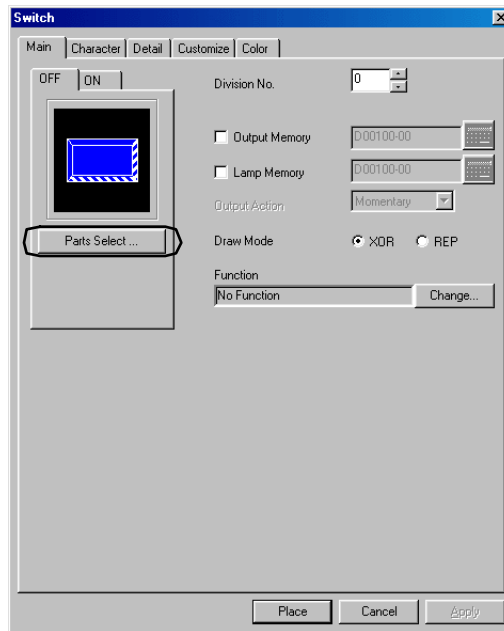 Switch
Main Character Detail Customize Color
OFF ON
Division No. 0
Output Memory D00100-00
Lamp Memory D00100-00
Output Action Momentary
Parts Select ...
Draw Mode XOR REP
Function
No Function Change...
Place Cancel Apply